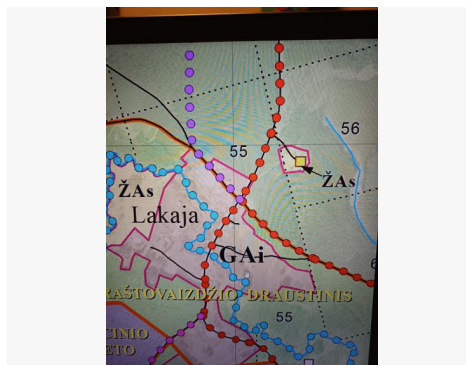 56
55
ŽAs
ŽAs
Lakaja
GAi
RAŠTOVAIZDŽIO DRAUSTINIS
55